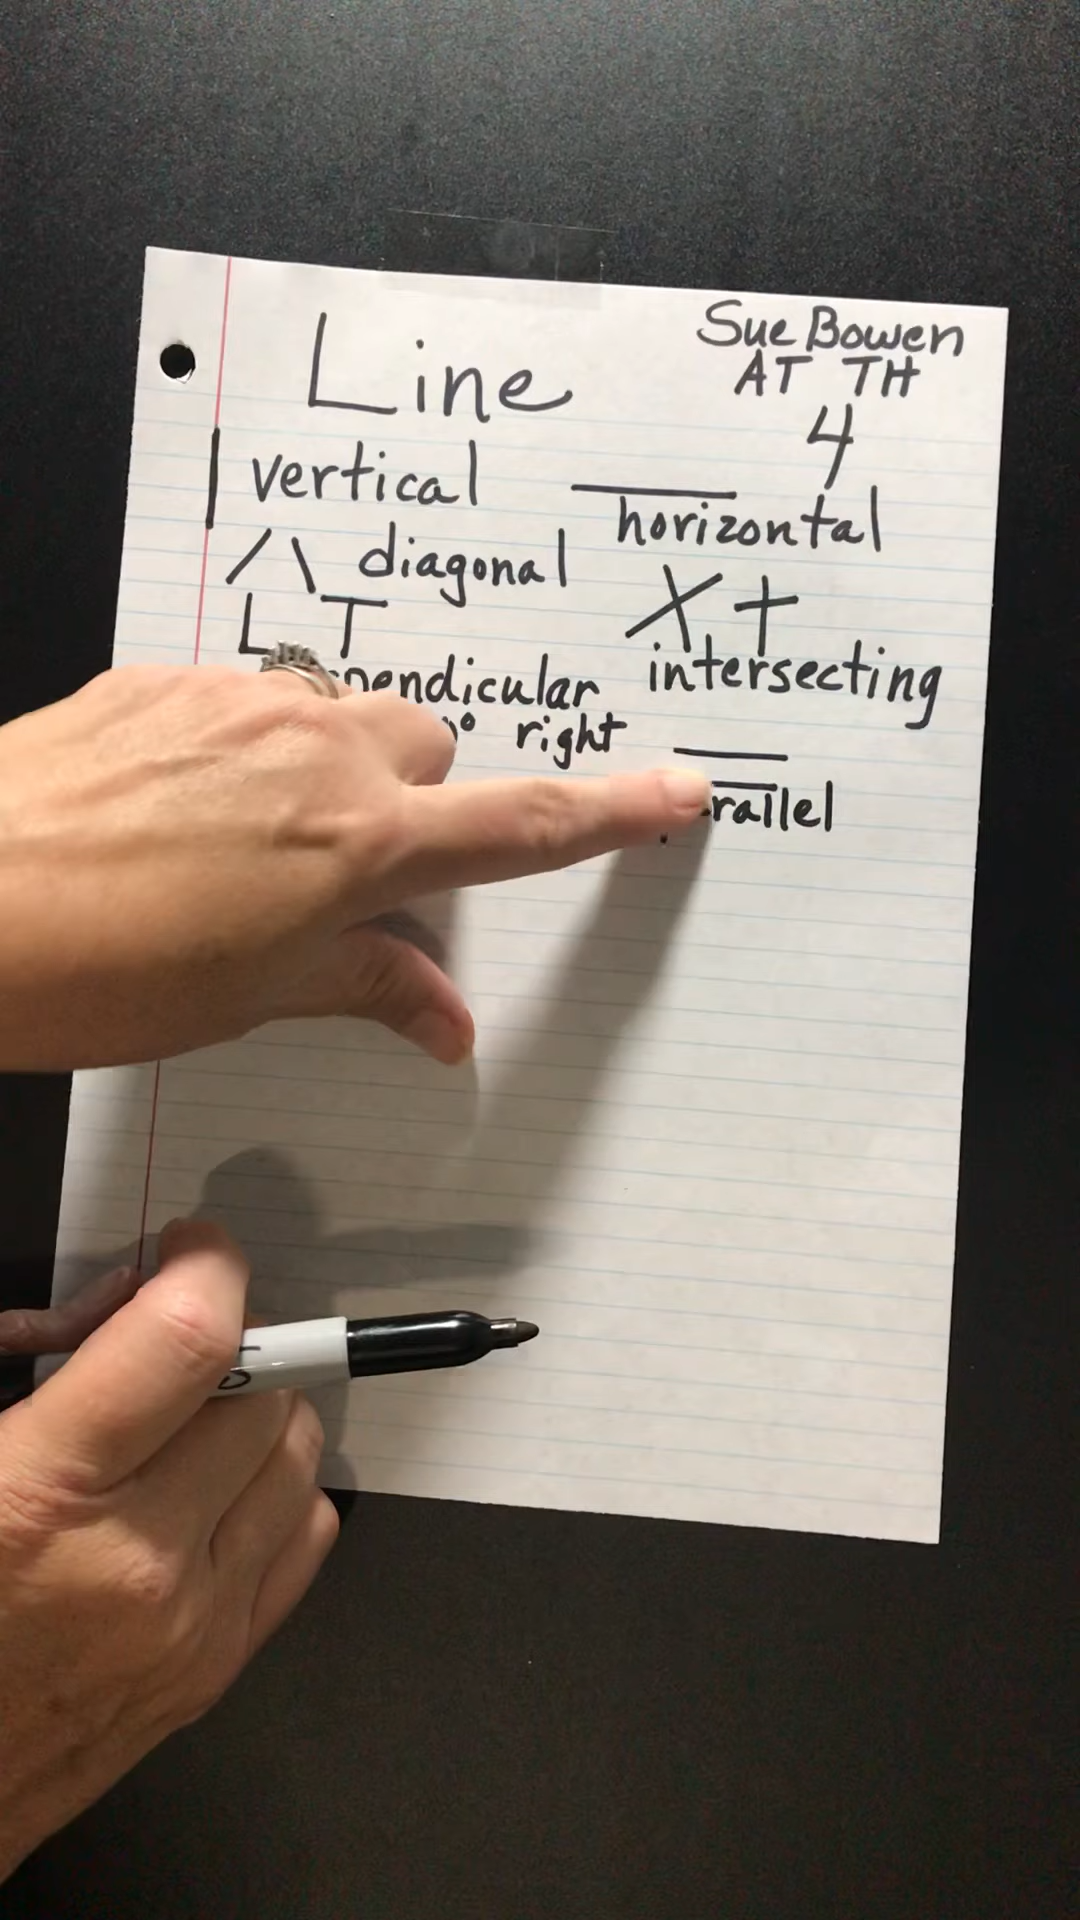 Line
Sue Bowen
AT TH
4
vertical
horizontal
diagonal
intersecting
right